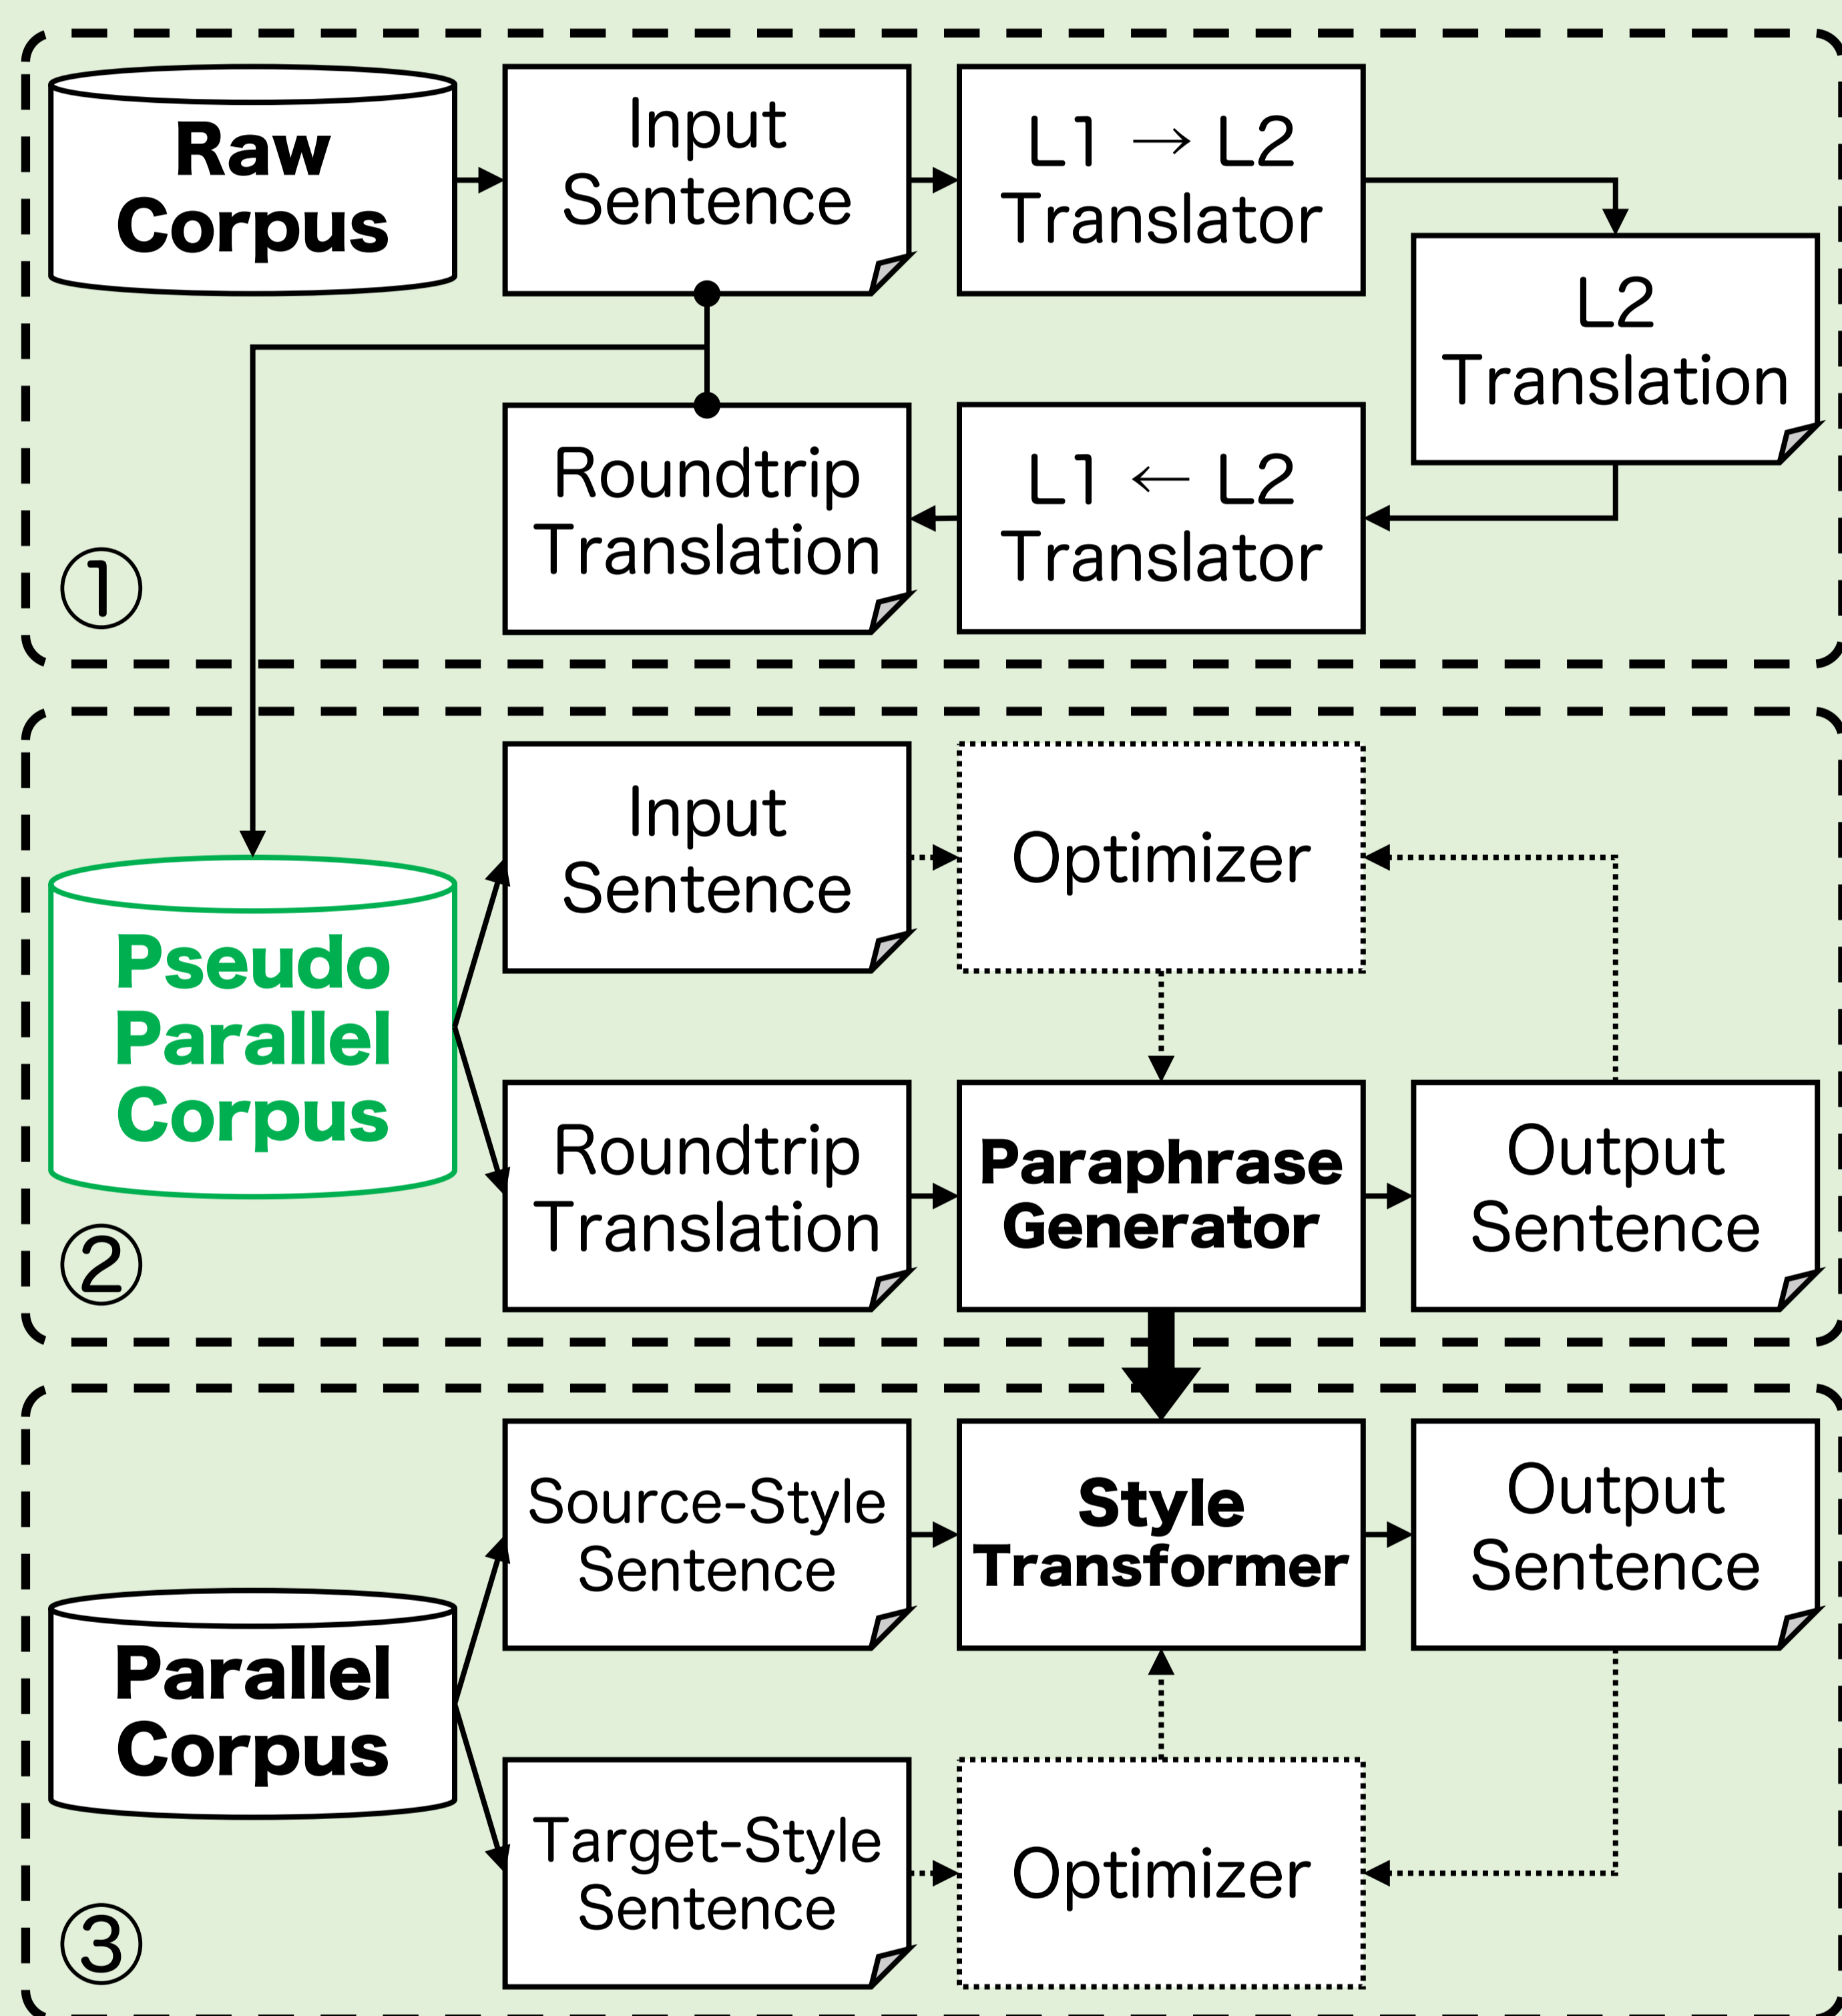 Raw
Corpus
Input
Sentence
L1 → L2
Translator
L2
Translation
Roundtrip
Translation
L1 ← L2
Translator
①
Pseudo
Parallel
Corpus
Input
Sentence
Optimizer
Roundtrip
Translation
Paraphrase
Generator
Output
Sentence
②
Parallel
Corpus
Source-Style
Sentence
Style
Transformer
Output
Sentence
Target-Style
Sentence
Optimizer
③